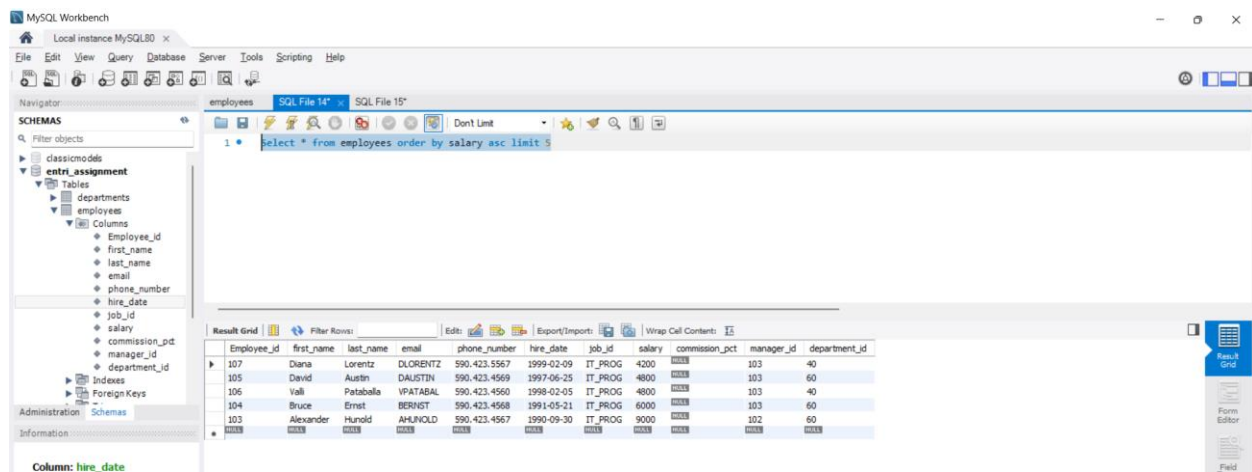 MySQL Workbench
Local instance MySQL80
File Edit View Query Database Server Tools Scripting Help
Navigator
employees SQL File 14* SQL File 15*
SCHEMAS
Don't Limit
Filter objects
1 Select * from employees order by salary asc limit 5
classicmodels
entri_assignment
Tables
departments
employees
Columns
Employee_id
first_name
last_name
email
phone_number
hire_date
job_id
salary
commission_pct
manager_id
department_id
Indexes
Foreign Keys
Administration Schemas
Information
Column: hire_date
Result Grid Filter Rows: Edit: Export/Import: Wrap Cell Content:
Employee_id first_name last_name email phone_number hire_date job_id salary commission_pct manager_id department_id
107 Diana Lorentz DLORENTZ 590.423.5567 1999-02-09 IT_PROG 4200 NULL 103 40
105 David Austin DAUSTIN 590.423.4569 1997-06-25 IT_PROG 4800 NULL 103 60
106 Valli Pataballa VPATABAL 590.423.4560 1998-02-05 IT_PROG 4800 NULL 103 40
104 Bruce Ernst BERNST 590.423.4568 1991-05-21 IT_PROG 6000 NULL 103 60
103 Alexander Hunold AHUNOLD 590.423.4567 1990-09-30 IT_PROG 9000 NULL 102 60
NULL NULL NULL NULL NULL NULL NULL NULL NULL NULL NULL
Result
Grid
Form
Editor
Field